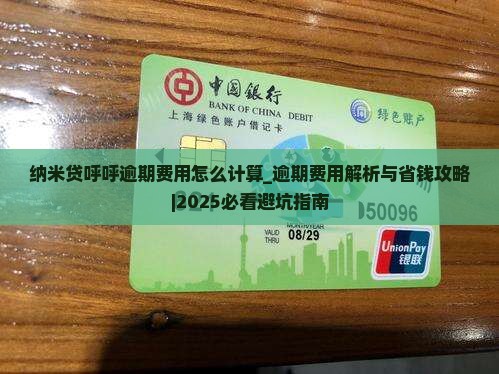 中国银行
BANK OF CHINA DEBIT
上海绿色账户借记卡
绿色账户
纳米贷呼呼逾期费用怎么计算_逾期费用解析与省钱攻略
|2025必看避坑指南
50096
MONTH/YEAR
VALID THRU 08/29
UnionPay
银联